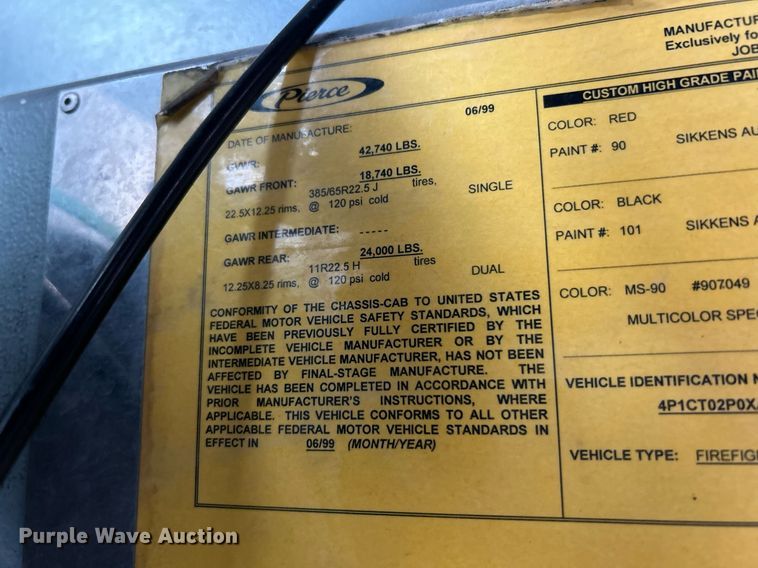 Pierce
DATE OF MANUFACTURE: 06/99
GVWR: 42,740 LBS.
GAWR FRONT: 18,740 LBS.
385/65R22.5 J tires,
22.5X12.25 rims, @ 120 psi cold SINGLE
GAWR INTERMEDIATE: -----
GAWR REAR: 24,000 LBS.
11R22.5 H tires
12.25X8.25 rims, @ 120 psi cold DUAL
CONFORMITY OF THE CHASSIS-CAB TO UNITED STATES
FEDERAL MOTOR VEHICLE SAFETY STANDARDS, WHICH
HAVE BEEN PREVIOUSLY FULLY CERTIFIED BY THE
INCOMPLETE VEHICLE MANUFACTURER OR BY THE
INTERMEDIATE VEHICLE MANUFACTURER, HAS NOT BEEN
AFFECTED BY FINAL-STAGE MANUFACTURE. THE
VEHICLE HAS BEEN COMPLETED IN ACCORDANCE WITH
PRIOR MANUFACTURER'S INSTRUCTIONS, WHERE
APPLICABLE. THIS VEHICLE CONFORMS TO ALL OTHER
APPLICABLE FEDERAL MOTOR VEHICLE STANDARDS IN
EFFECT IN 06/99 (MONTH/YEAR)
MANUFACTUR
Exclusively fo
JOB
CUSTOM HIGH GRADE PAI
COLOR: RED
PAINT #: 90 SIKKENS AU
COLOR: BLACK
PAINT #: 101 SIKKENS A
COLOR: MS-90 #907049
MULTICOLOR SPE
VEHICLE IDENTIFICATION N
4P1CT02P0X
VEHICLE TYPE: FIREFIG
Purple Wave Auction